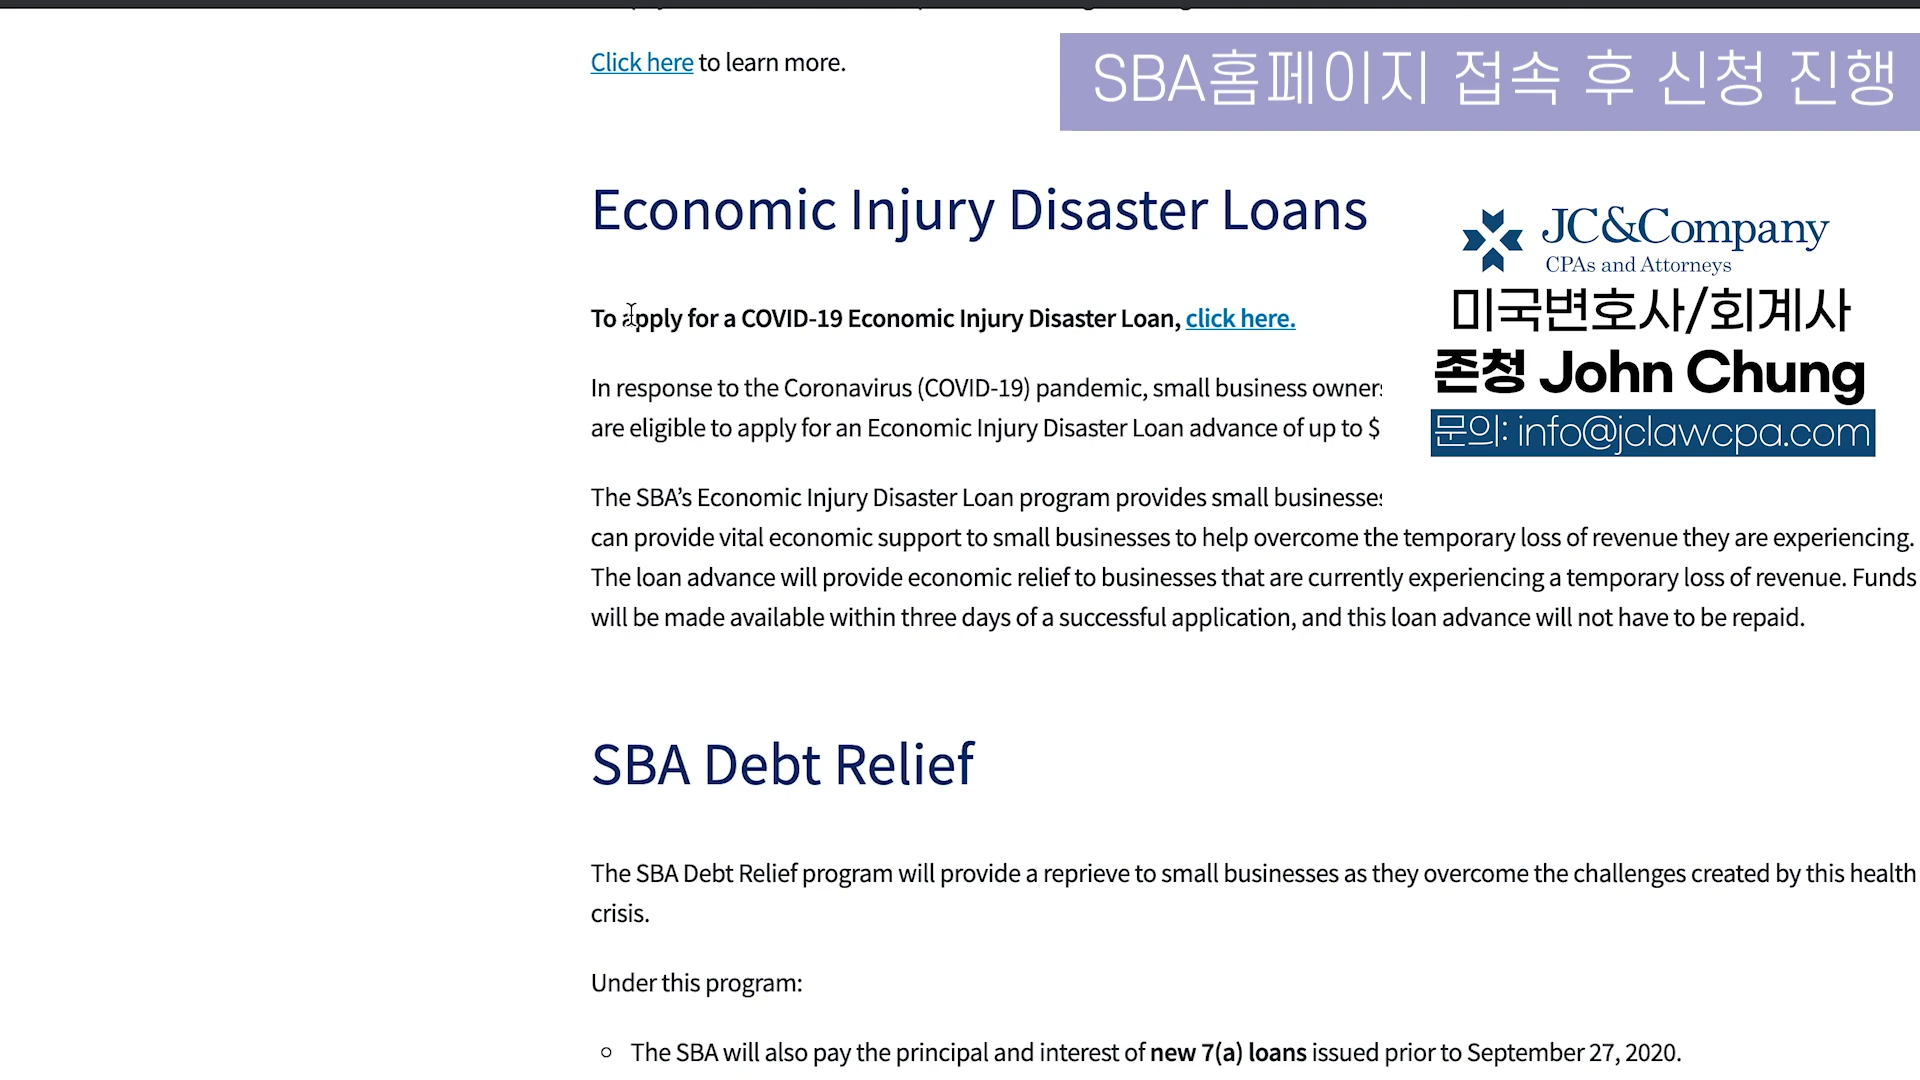 Click here to learn more.
SBA홈페이지 접속 후 신청 진행
Economic Injury Disaster Loans
JC&Company
CPAs and Attorneys
미국변호사/회계사
존청 John Chung
문의: info@jclawcpa.com
To apply for a COVID-19 Economic Injury Disaster Loan, click here.
In response to the Coronavirus (COVID-19) pandemic, small business owners
are eligible to apply for an Economic Injury Disaster Loan advance of up to $
The SBA’s Economic Injury Disaster Loan program provides small businesses
can provide vital economic support to small businesses to help overcome the temporary loss of revenue they are experiencing.
The loan advance will provide economic relief to businesses that are currently experiencing a temporary loss of revenue. Funds
will be made available within three days of a successful application, and this loan advance will not have to be repaid.
SBA Debt Relief
The SBA Debt Relief program will provide a reprieve to small businesses as they overcome the challenges created by this health
crisis.
Under this program:
The SBA will also pay the principal and interest of new 7(a) loans issued prior to September 27, 2020.